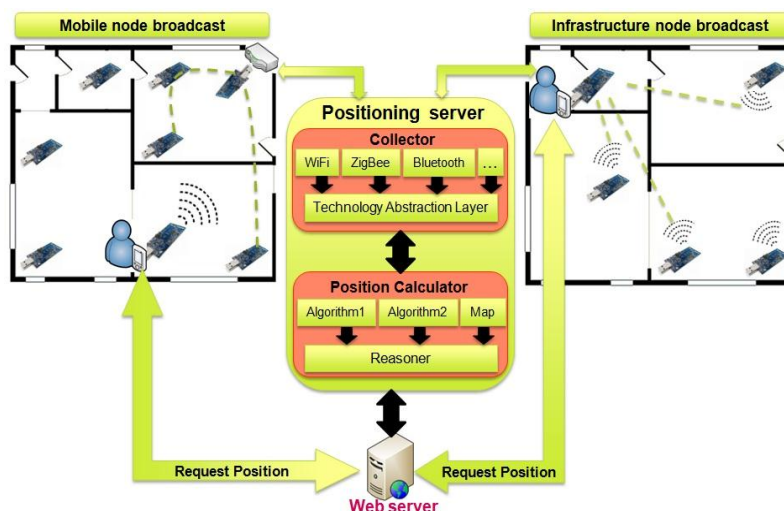 Mobile node broadcast
Infrastructure node broadcast
Positioning server
Collector
WiFi ZigBee Bluetooth ...
Technology Abstraction Layer
Position Calculator
Algorithm1 Algorithm2 Map
Reasoner
Request Position
Request Position
Web server